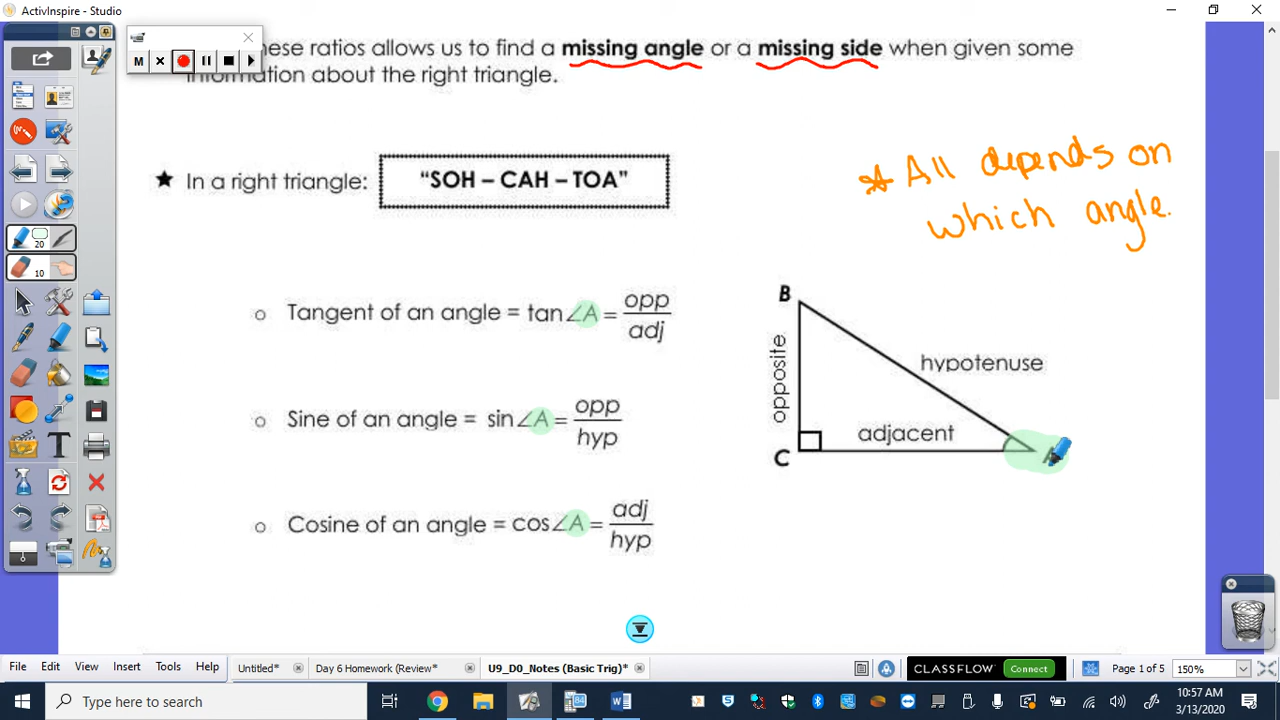 ActivInspire - Studio
hese ratios allows us to find a missing angle or a missing side when given some
information about the right triangle.
M
★ In a right triangle: "SOH – CAH – TOA"
* All depends on
which angle.
20
10
o Tangent of an angle = tan∠A = opp
adj
o Sine of an angle = sin∠A = opp
hyp
o Cosine of an angle = cos∠A = adj
hyp
B
opposite
hypotenuse
adjacent
C
File Edit View Insert Tools Help
Untitled*
Day 6 Homework (Review*
U9_D0_Notes (Basic Trig)*
CLASSFLOW Connect
Page 1 of 5
150%
Type here to search
10:57 AM
3/13/2020